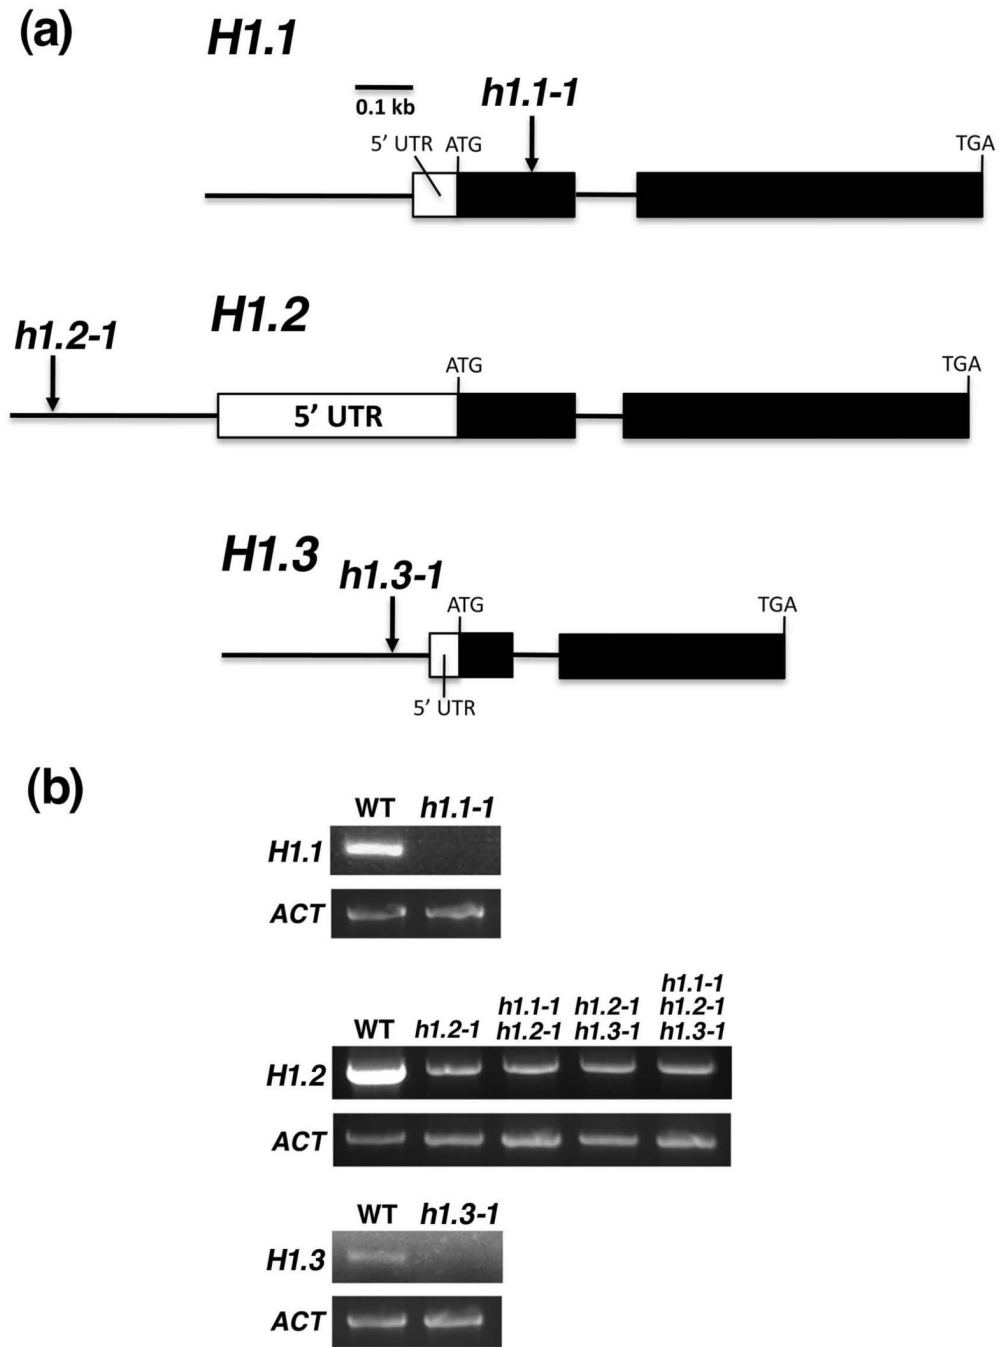 (a)
H1.1
0.1 kb
h1.1-1
5' UTR ATG
TGA
H1.2
h1.2-1
ATG
TGA
5' UTR
H1.3
h1.3-1
ATG
TGA
5' UTR
(b)
WT h1.1-1
H1.1
ACT
h1.1-1
h1.1-1 h1.2-1 h1.2-1
WT h1.2-1 h1.2-1 h1.3-1 h1.3-1
H1.2
ACT
WT h1.3-1
H1.3
ACT